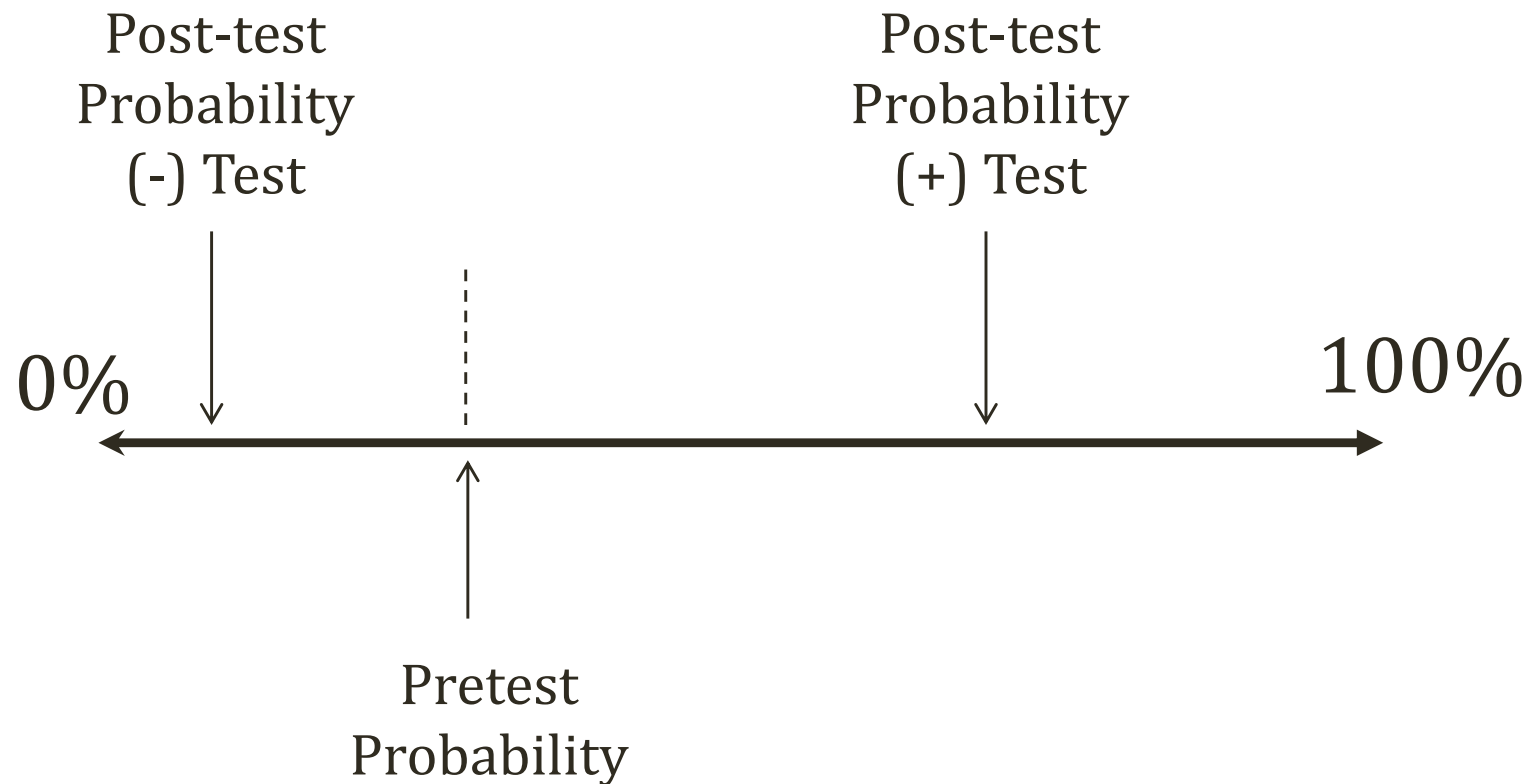 Post-test
Probability
(-) Test
Post-test
Probability
(+) Test
0%
100%
Pretest
Probability